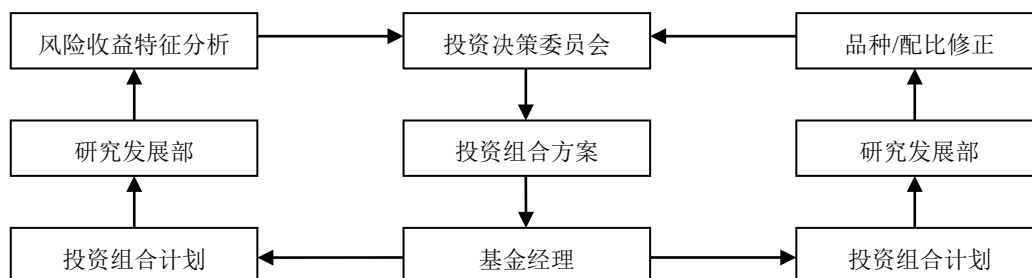 风险收益特征分析
投资决策委员会
品种/配比修正
研究发展部
投资组合方案
研究发展部
投资组合计划
基金经理
投资组合计划